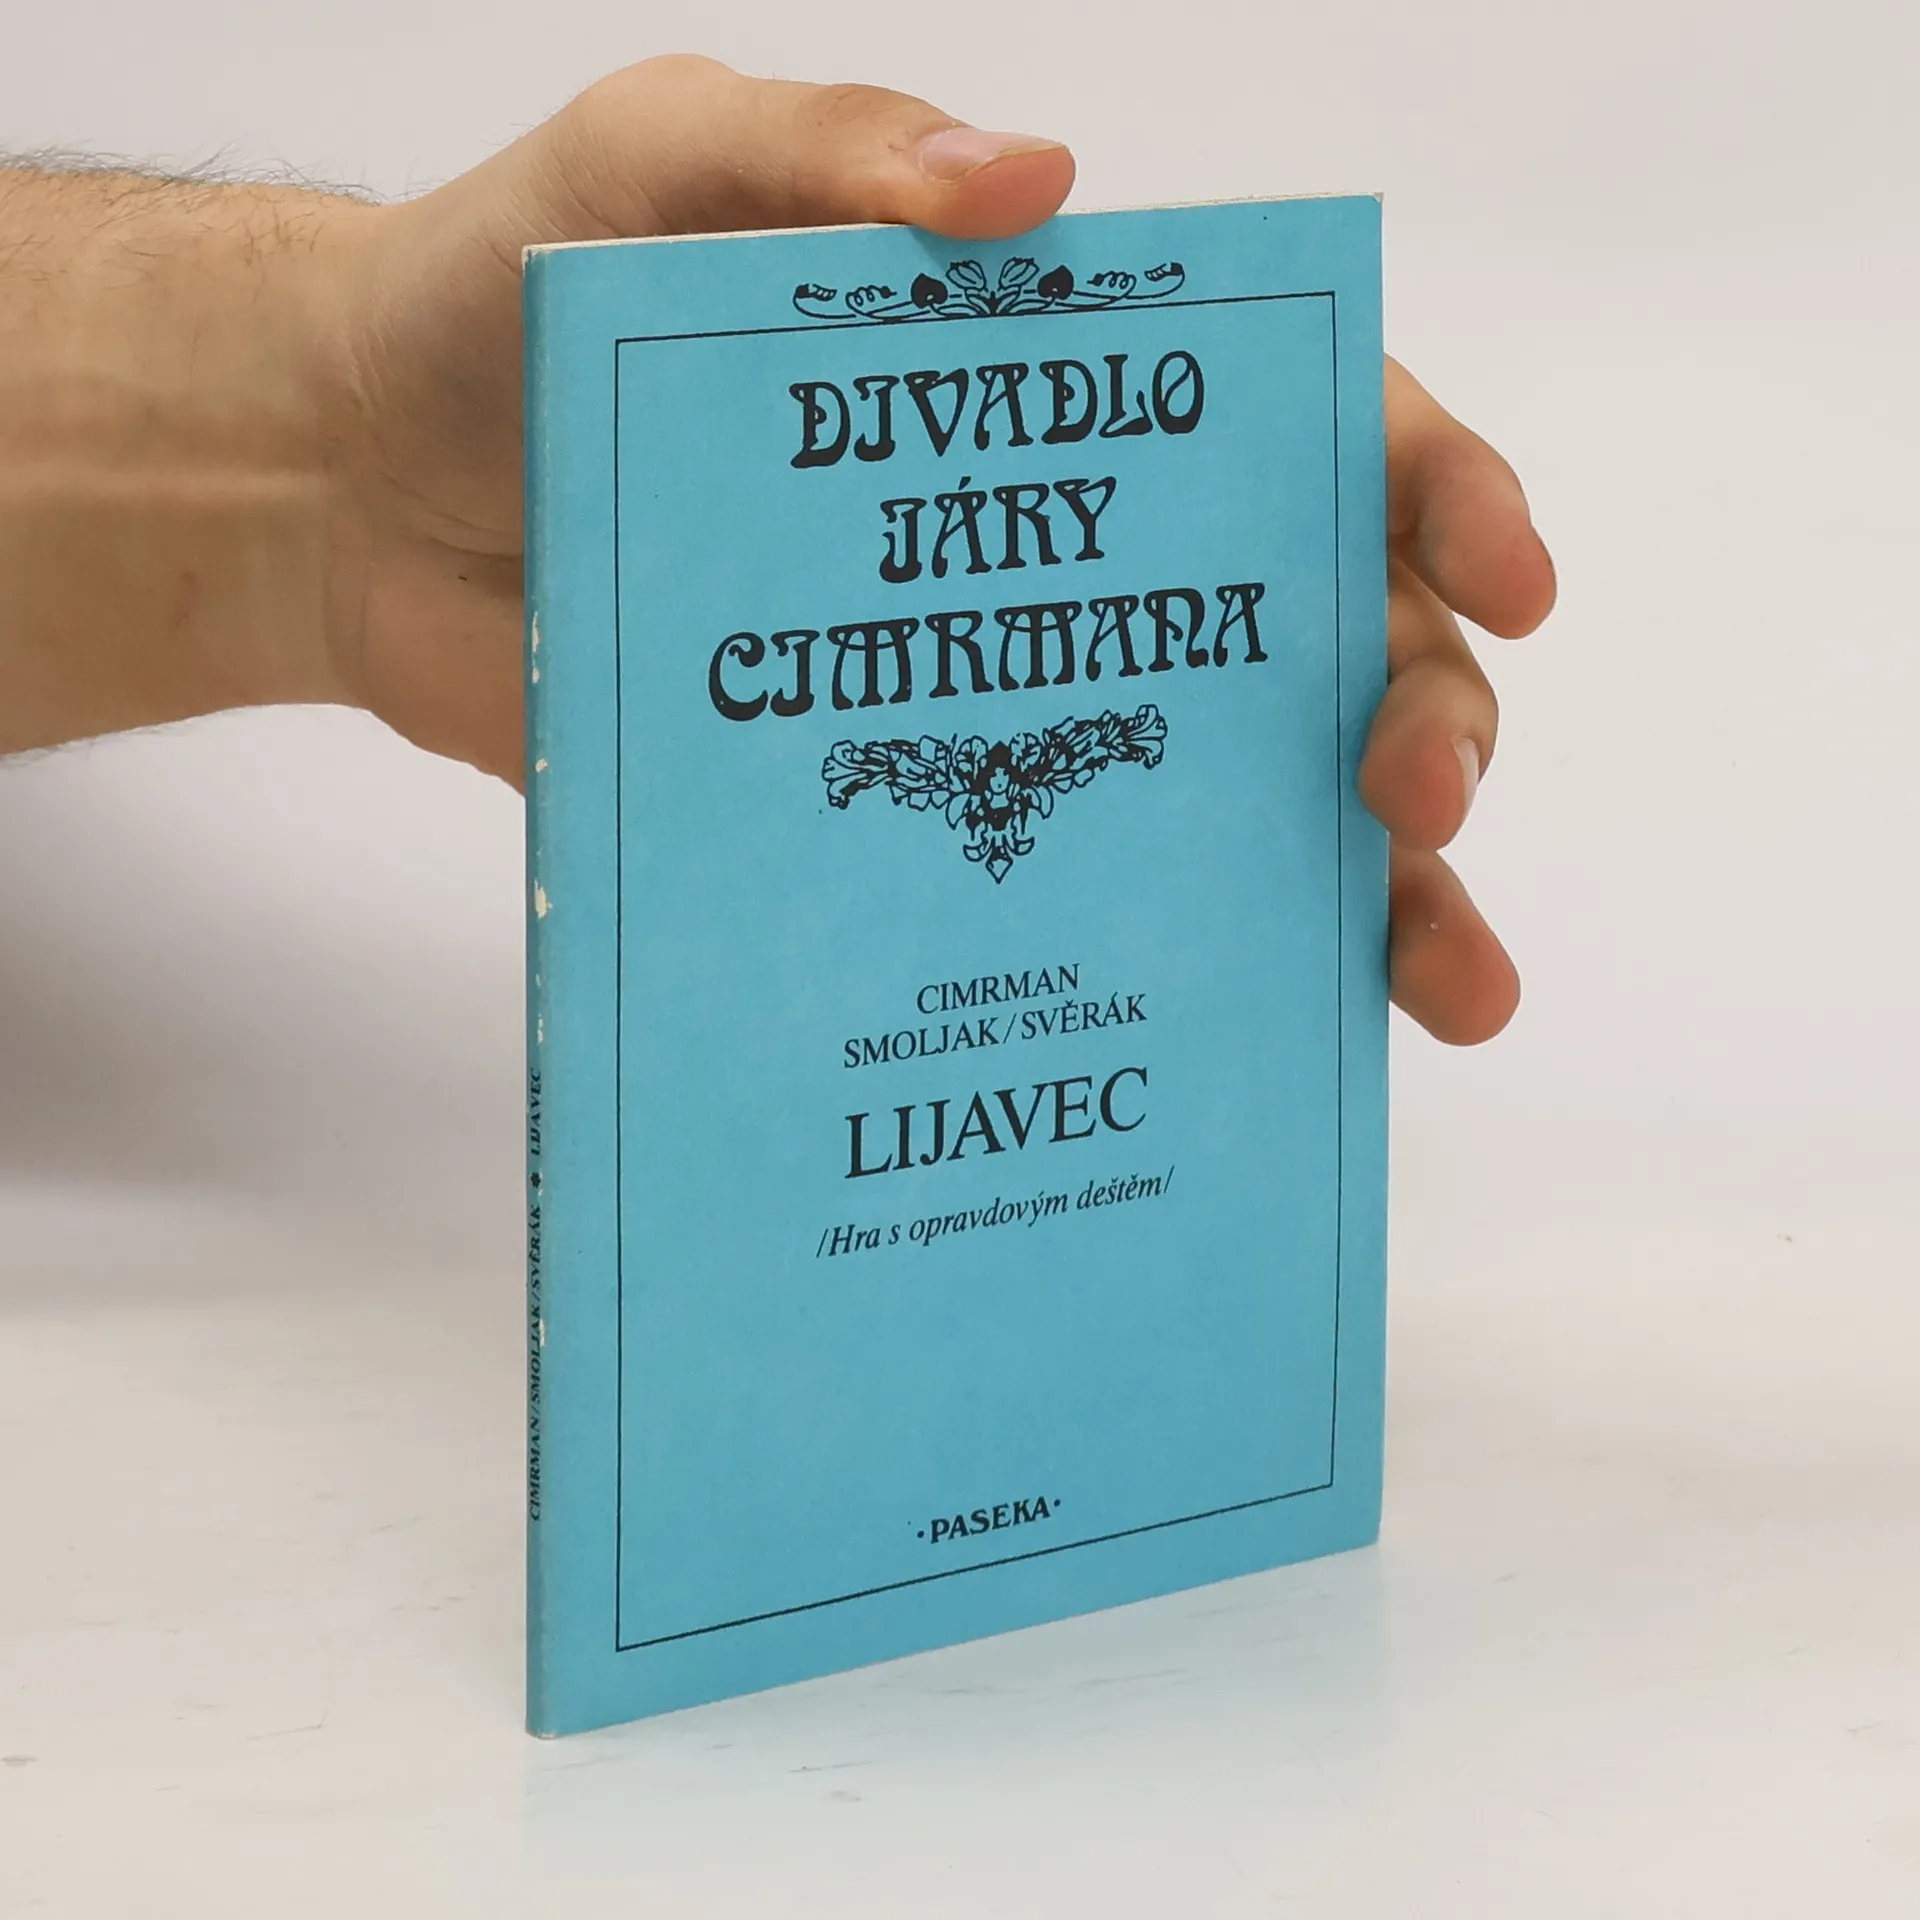 DIVADLO
JÁRY
CIMRMANA
CIMRMAN
SMOLJAK/SVĚRÁK
LIJAVEC
/Hra s opravdovým deštěm/
·PASEKA·
CIMRMAN/SMOLJAK/SVĚRÁK * LIJAVEC